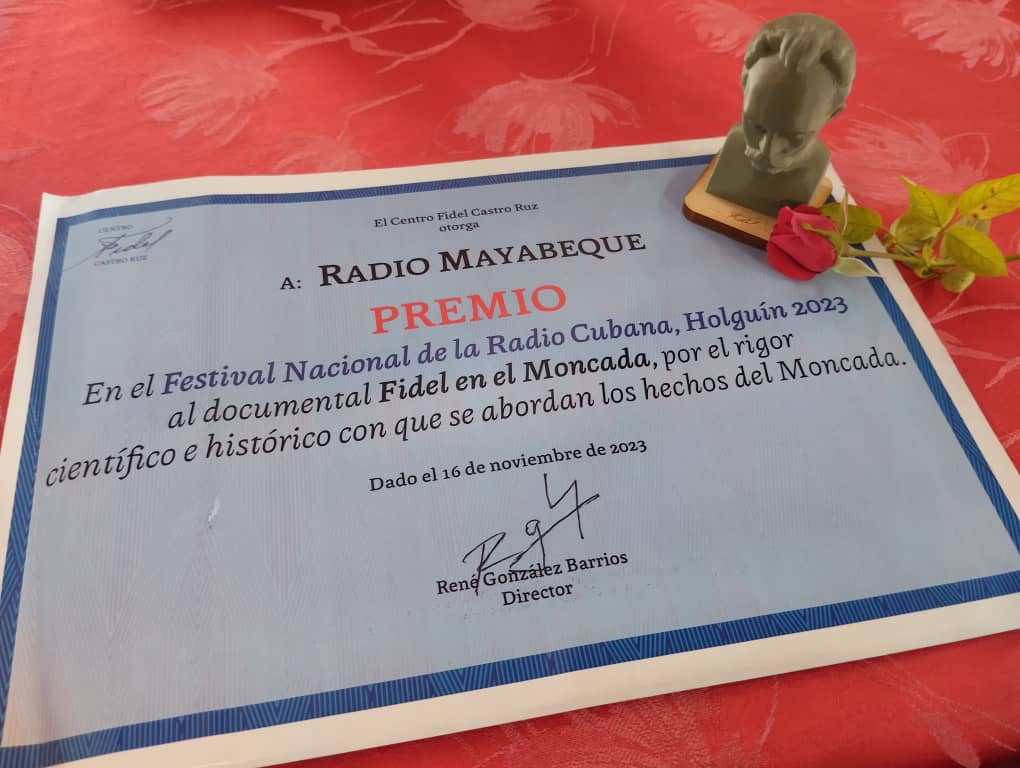 CENTRO
Fidel
CASTRO RUZ
El Centro Fidel Castro Ruz
otorga
A: RADIO MAYABEQUE
PREMIO
En el Festival Nacional de la Radio Cubana, Holguín 2023
al documental Fidel en el Moncada, por el rigor
científico e histórico con que se abordan los hechos del Moncada.
Dado el 16 de noviembre de 2023
René González Barrios
Director